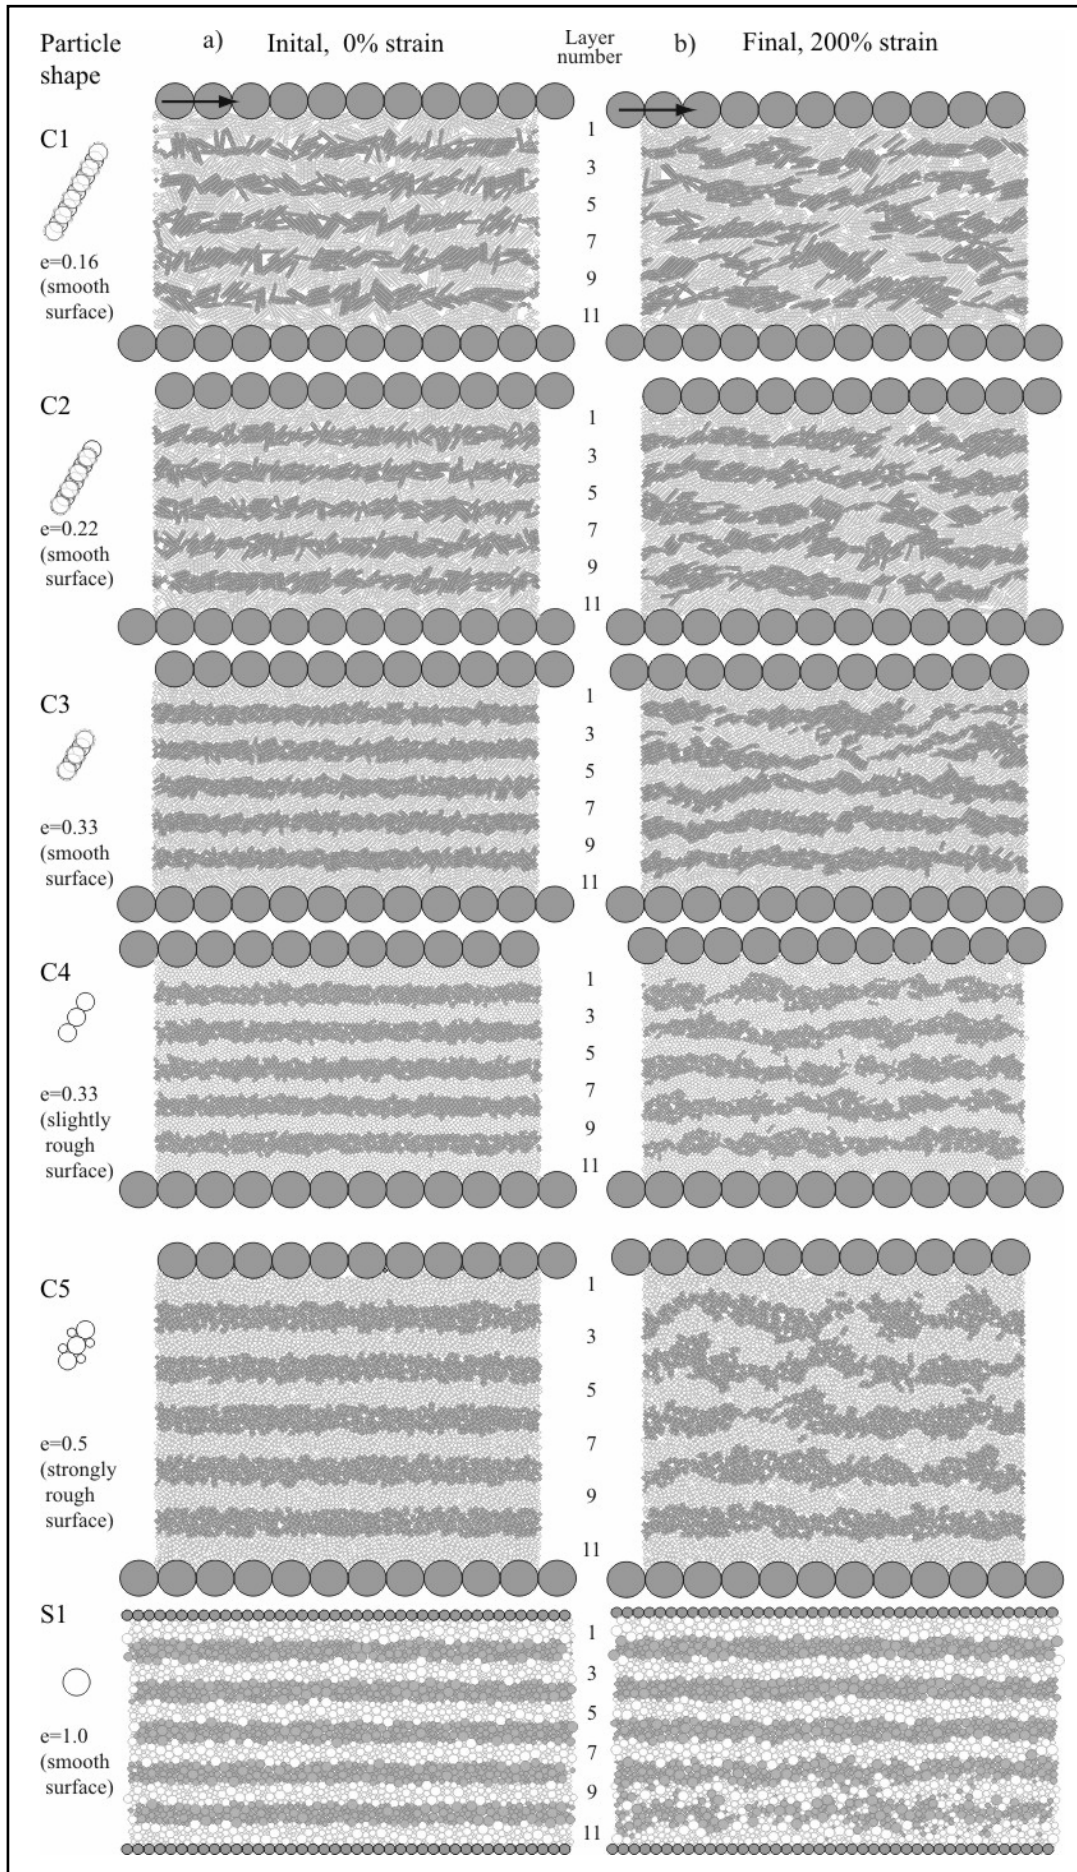 Particle shape
a) Inital, 0% strain
Layer number
b) Final, 200% strain
C1
e=0.16
(smooth
surface)
1
3
5
7
9
11
C2
e=0.22
(smooth
surface)
1
3
5
7
9
11
C3
e=0.33
(smooth
surface)
1
3
5
7
9
11
C4
e=0.33
(slightly
rough
surface)
1
3
5
7
9
11
C5
e=0.5
(strongly
rough
surface)
1
3
5
7
9
11
S1
e=1.0
(smooth
surface)
1
3
5
7
9
11